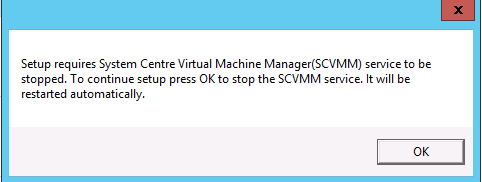 x
Setup requires System Centre Virtual Machine Manager(SCVMM) service to be
stopped. To continue setup press OK to stop the SCVMM service. It will be
restarted automatically.
OK